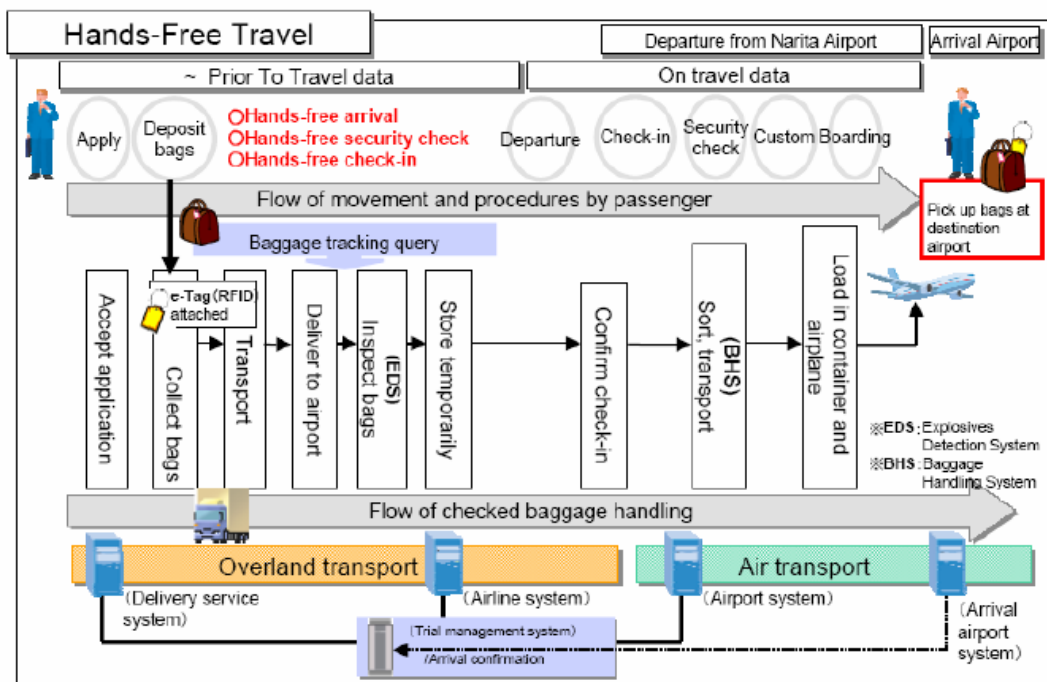 Hands-Free Travel
Departure from Narita Airport
Arrival Airport
~ Prior To Travel data
On travel data
Apply
Deposit
bags
OHands-free arrival
OHands-free security check
OHands-free check-in
Departure
Check-in
Security
check
Custom
Boarding
Flow of movement and procedures by passenger
Pick up bags at
destination
airport
Baggage tracking query
Accept application
e-Tag(RFID)
attached
Collect bags
Transport
Deliver to airport
Inspect bags
(EDS)
Store temporarily
Confirm check-in
Sort, transport
(BHS)
Load in container and
airplane
※EDS:Explosives
Detection System
※BHS:Baggage
Handling System
Flow of checked baggage handling
Overland transport
Air transport
(Delivery service
system)
(Airline system)
(Airport system)
(Arrival
airport
system)
(Trial management system)
/Arrival confirmation